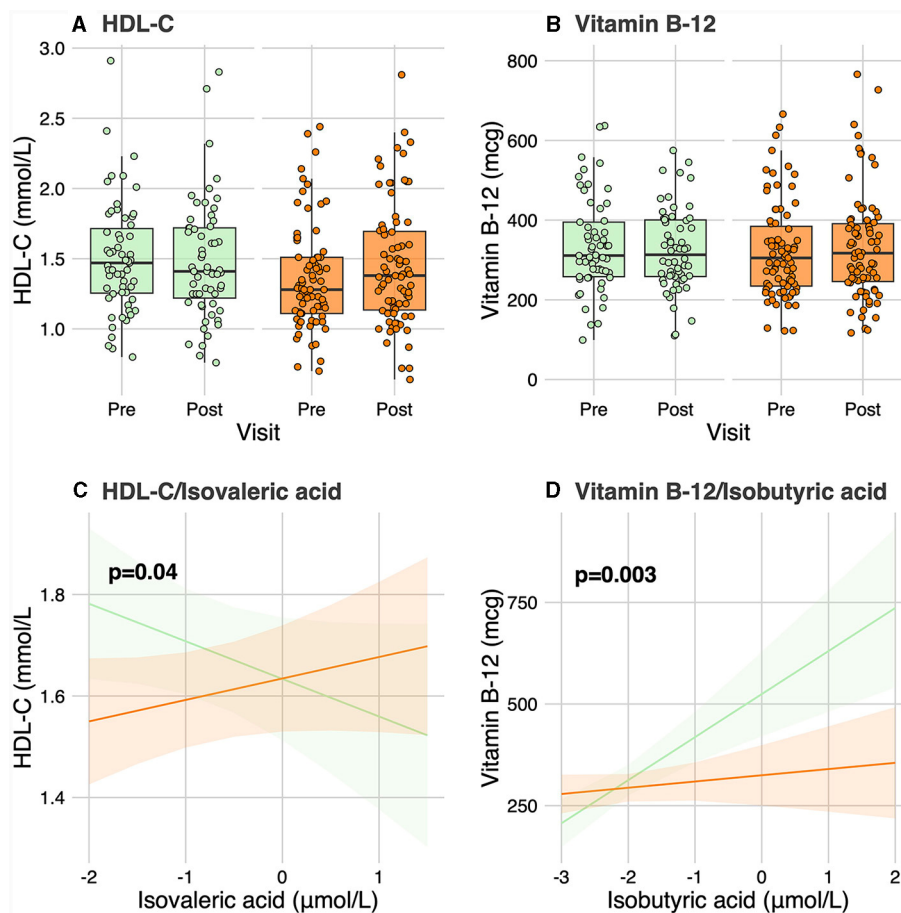 A HDL-C
HDL-C (mmol/L)
3.0
2.5
2.0
1.5
1.0
Pre
Post
Pre
Post
Visit
B Vitamin B-12
Vitamin B-12 (mcg)
800
600
400
200
0
Pre
Post
Pre
Post
Visit
C HDL-C/Isovaleric acid
p=0.04
HDL-C (mmol/L
1.8
1.6
1.4
-2
-1
0
1
Isovaleric acid (μmol/L)
D Vitamin B-12/Isobutyric acid
p=0.003
Vitamin B-12 (mcg)
750
500
250
-3
-2
-1
0
1
2
Isobutyric acid (μmol/L)